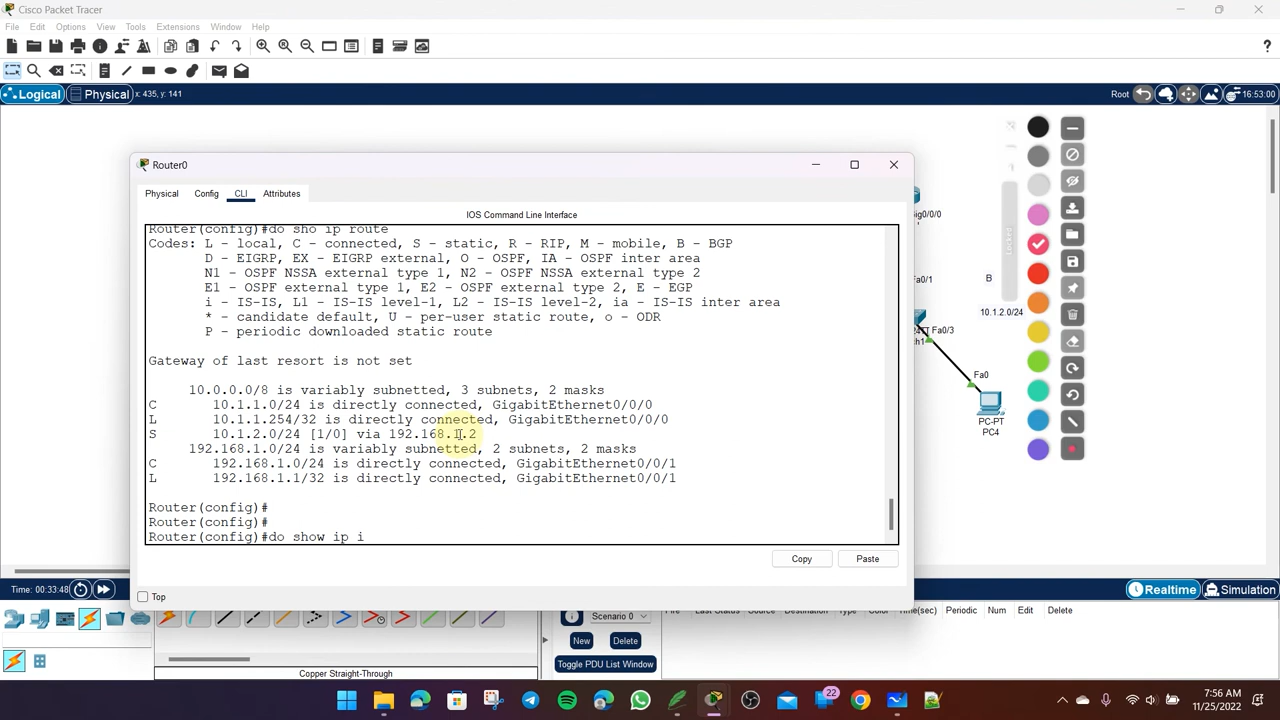 Cisco Packet Tracer
File Edit Options View Tools Extensions Window Help
Logical Physical x: 435, y: 141 Root 16:53:00
Router0
Physical Config CLI Attributes
IOS Command Line Interface
Router(config)#do sho ip route
Codes: L - local, C - connected, S - static, R - RIP, M - mobile, B - BGP
D - EIGRP, EX - EIGRP external, O - OSPF, IA - OSPF inter area
N1 - OSPF NSSA external type 1, N2 - OSPF NSSA external type 2
E1 - OSPF external type 1, E2 - OSPF external type 2, E - EGP
i - IS-IS, L1 - IS-IS level-1, L2 - IS-IS level-2, ia - IS-IS inter area
* - candidate default, U - per-user static route, o - ODR
P - periodic downloaded static route
Gateway of last resort is not set
10.0.0.0/8 is variably subnetted, 3 subnets, 2 masks
C 10.1.1.0/24 is directly connected, GigabitEthernet0/0/0
L 10.1.1.254/32 is directly connected, GigabitEthernet0/0/0
S 10.1.2.0/24 [1/0] via 192.168.1.2
192.168.1.0/24 is variably subnetted, 2 subnets, 2 masks
C 192.168.1.0/24 is directly connected, GigabitEthernet0/0/1
L 192.168.1.1/32 is directly connected, GigabitEthernet0/0/1
Router(config)#
Router(config)#
Router(config)#do show ip i
Copy Paste
Top
ig0/0/0
Fa0/1
B
10.1.2.0/24
Fa0/3
Fa0
PC-PT
PC4
Time: 00:33:48 Realtime Simulation
Scenario 0
New Delete
Toggle PDU List Window
Fire Last Status Source Destination Type Color Time(sec) Periodic Num Edit Delete
Copper Straight-Through
22
7:56 AM
11/25/2022